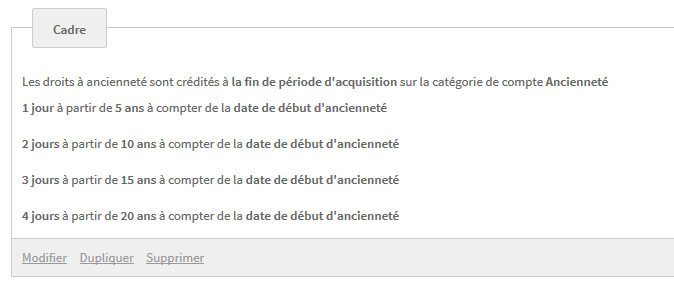 Cadre
Les droits à ancienneté sont crédités à la fin de période d'acquisition sur la catégorie de compte Ancienneté
1 jour à partir de 5 ans à compter de la date de début d'ancienneté
2 jours à partir de 10 ans à compter de la date de début d'ancienneté
3 jours à partir de 15 ans à compter de la date de début d'ancienneté
4 jours à partir de 20 ans à compter de la date de début d'ancienneté
Modifier Dupliquer Supprimer